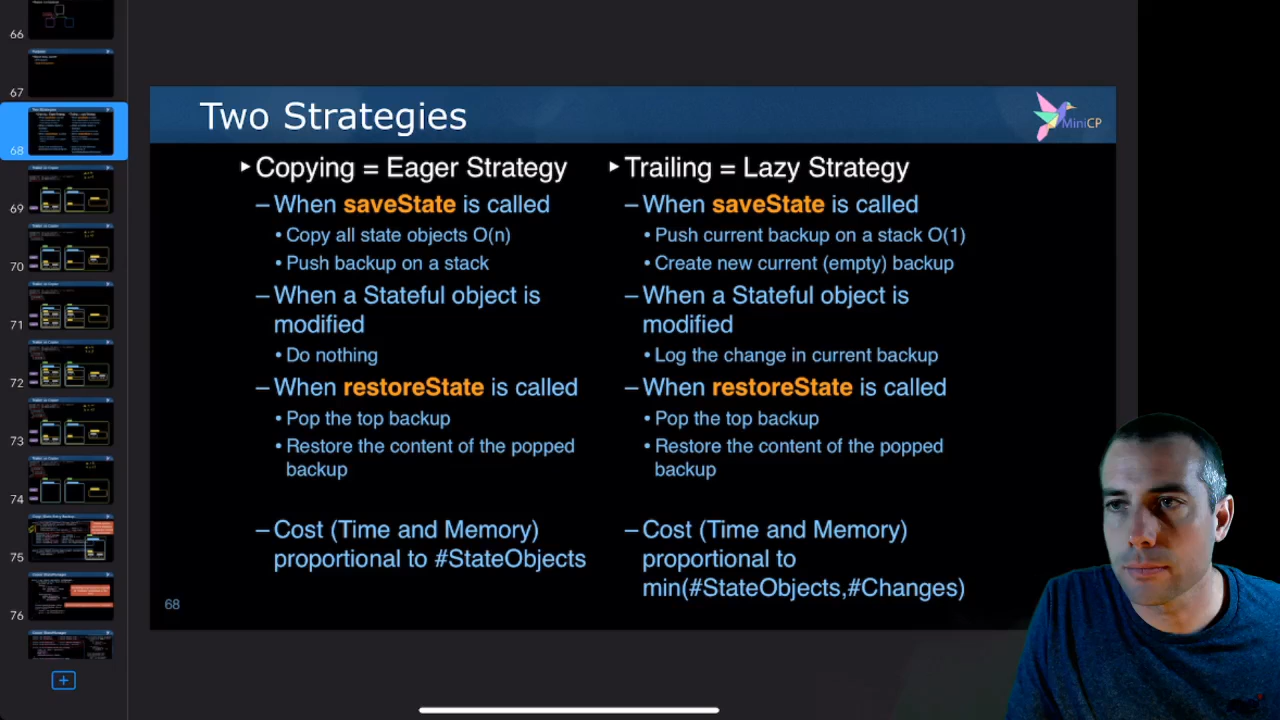 Two Strategies
MiniCP
‣ Copying = Eager Strategy
– When saveState is called
• Copy all state objects O(n)
• Push backup on a stack
– When a Stateful object is
modified
• Do nothing
– When restoreState is called
• Pop the top backup
• Restore the content of the popped
backup
– Cost (Time and Memory)
proportional to #StateObjects
‣ Trailing = Lazy Strategy
– When saveState is called
• Push current backup on a stack O(1)
• Create new current (empty) backup
– When a Stateful object is
modified
• Log the change in current backup
– When restoreState is called
• Pop the top backup
• Restore the content of the popped
backup
– Cost (Time and Memory)
proportional to
min(#StateObjects,#Changes)
68
66
67
68
69
70
71
72
73
74
75
76